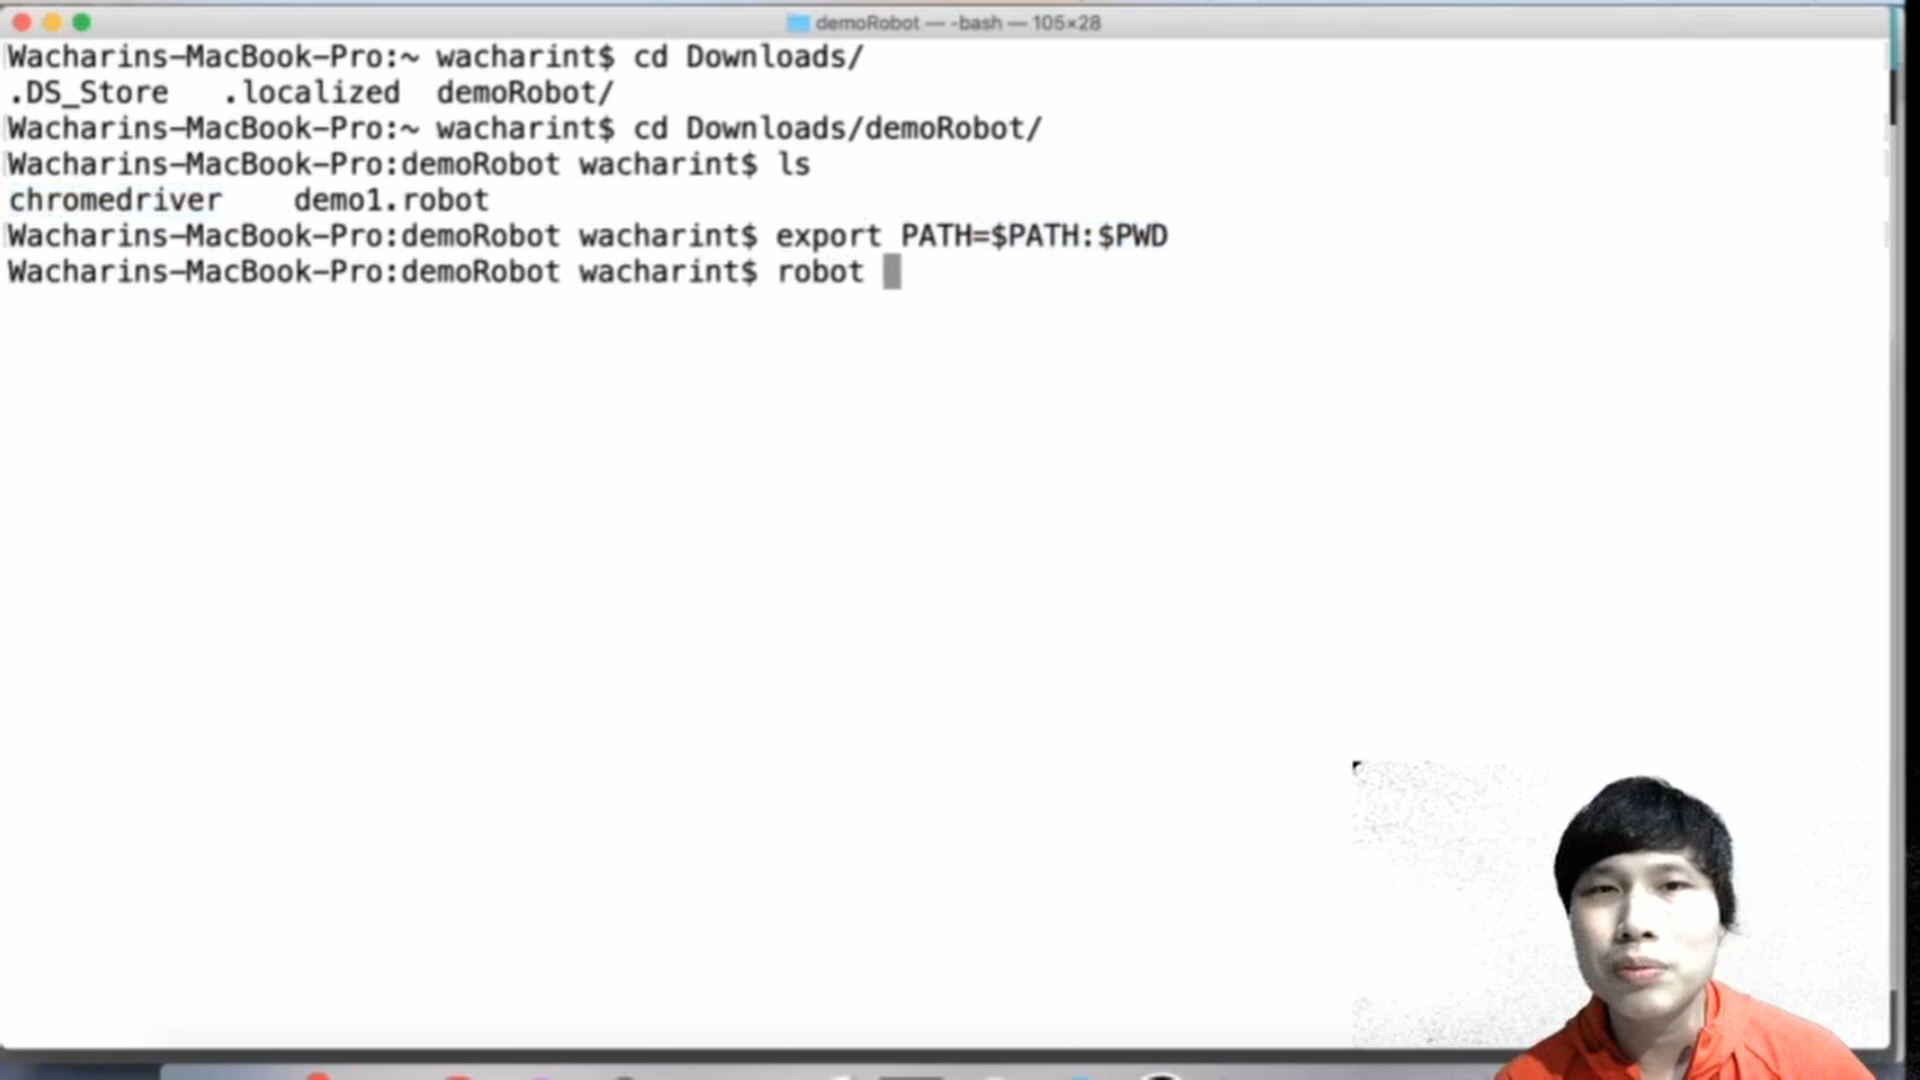 demoRobot — -bash — 105×28
Wacharins-MacBook-Pro:~ wacharint$ cd Downloads/
.DS_Store   .localized  demoRobot/
Wacharins-MacBook-Pro:~ wacharint$ cd Downloads/demoRobot/
Wacharins-MacBook-Pro:demoRobot wacharint$ ls
chromedriver    demo1.robot
Wacharins-MacBook-Pro:demoRobot wacharint$ export PATH=$PATH:$PWD
Wacharins-MacBook-Pro:demoRobot wacharint$ robot